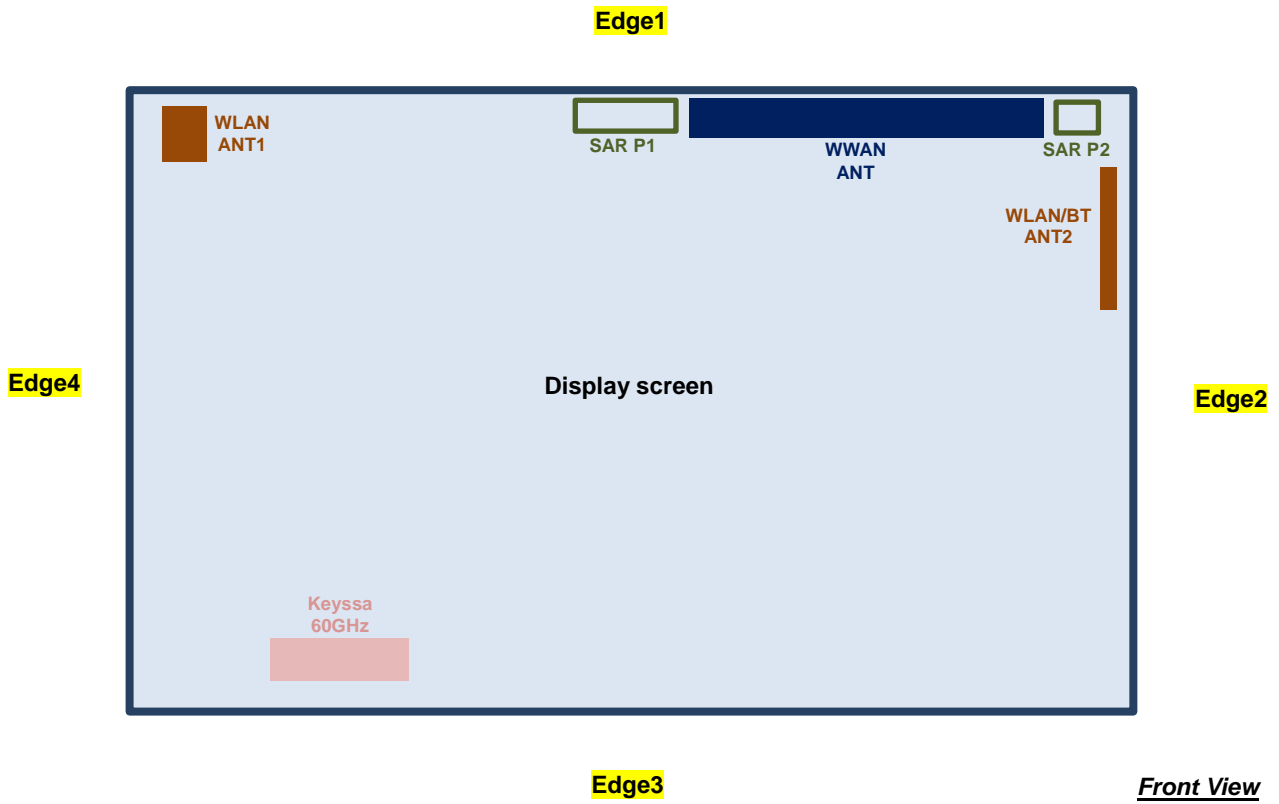 Edge1
WLAN
ANT1
SAR P1
WWAN
ANT
SAR P2
WLAN/BT
ANT2
Edge4
Display screen
Edge2
Keyssa
60GHz
Edge3
Front View